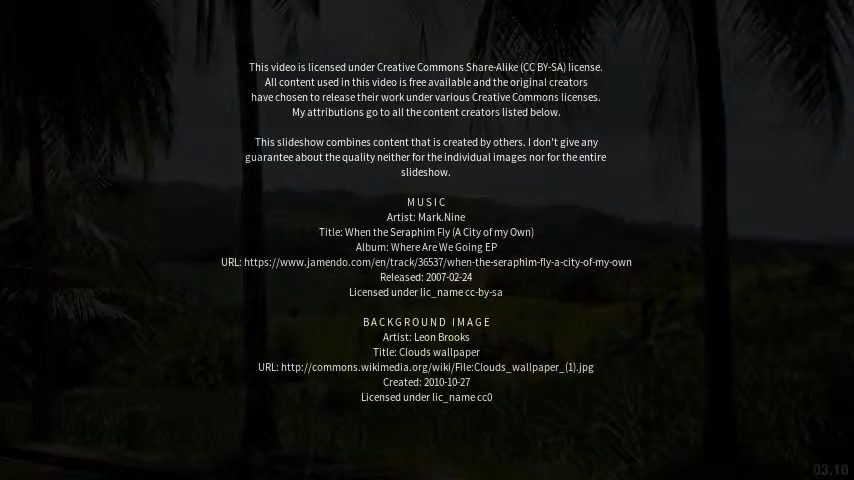 This video is licensed under Creative Commons Share-Alike (CC BY-SA) license.
All content used in this video is free available and the original creators
have chosen to release their work under various Creative Commons licenses.
My attributions go to all the content creators listed below.
This slideshow combines content that is created by others. I don't give any
guarantee about the quality neither for the individual images nor for the entire
slideshow.
MUSIC
Artist: Mark.Nine
Title: When the Seraphim Fly (A City of my Own)
Album: Where Are We Going EP
URL: https://www.jamendo.com/en/track/36537/when-the-seraphim-fly-a-city-of-my-own
Released: 2007-02-24
Licensed under lic_name cc-by-sa
BACKGROUND IMAGE
Artist: Leon Brooks
Title: Clouds wallpaper
URL: http://commons.wikimedia.org/wiki/File:Clouds_wallpaper_(1).jpg
Created: 2010-10-27
Licensed under lic_name cc0
03.10